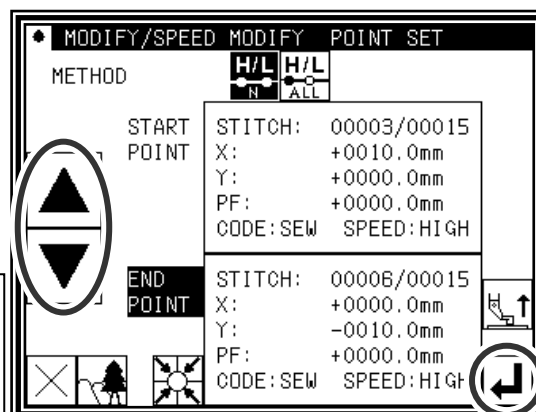 MODIFY/SPEED MODIFY POINT SET
METHOD
H/L N
H/L ALL
START POINT
STITCH: 00003/00015
X: +0010.0mm
Y: +0000.0mm
PF: +0000.0mm
CODE:SEW SPEED:HIGH
END POINT
STITCH: 00006/00015
X: +0000.0mm
Y: -0010.0mm
PF: +0000.0mm
CODE:SEW SPEED:HIGH